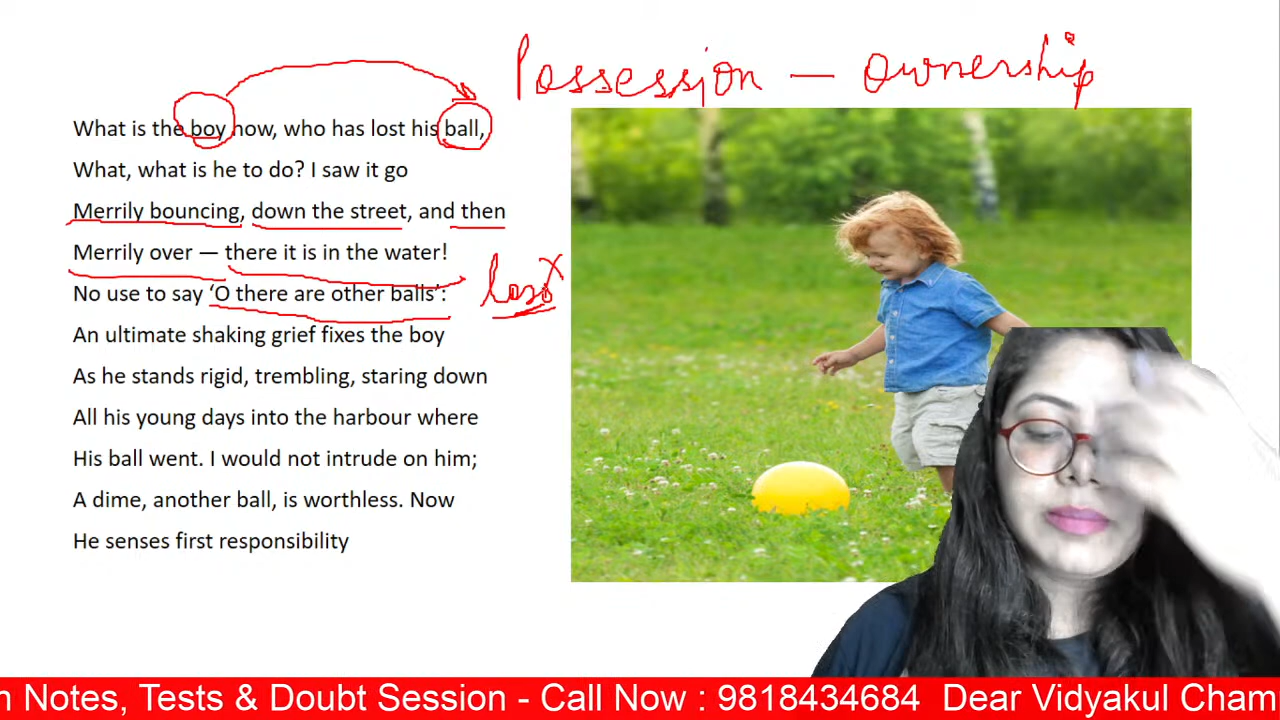 Possession — ownership
What is the boy now, who has lost his ball,
What, what is he to do? I saw it go
Merrily bouncing, down the street, and then
Merrily over — there it is in the water!
No use to say ‘O there are other balls’:
An ultimate shaking grief fixes the boy
As he stands rigid, trembling, staring down
All his young days into the harbour where
His ball went. I would not intrude on him;
A dime, another ball, is worthless. Now
He senses first responsibility
n Notes, Tests & Doubt Session - Call Now : 9818434684 Dear Vidyakul Cham